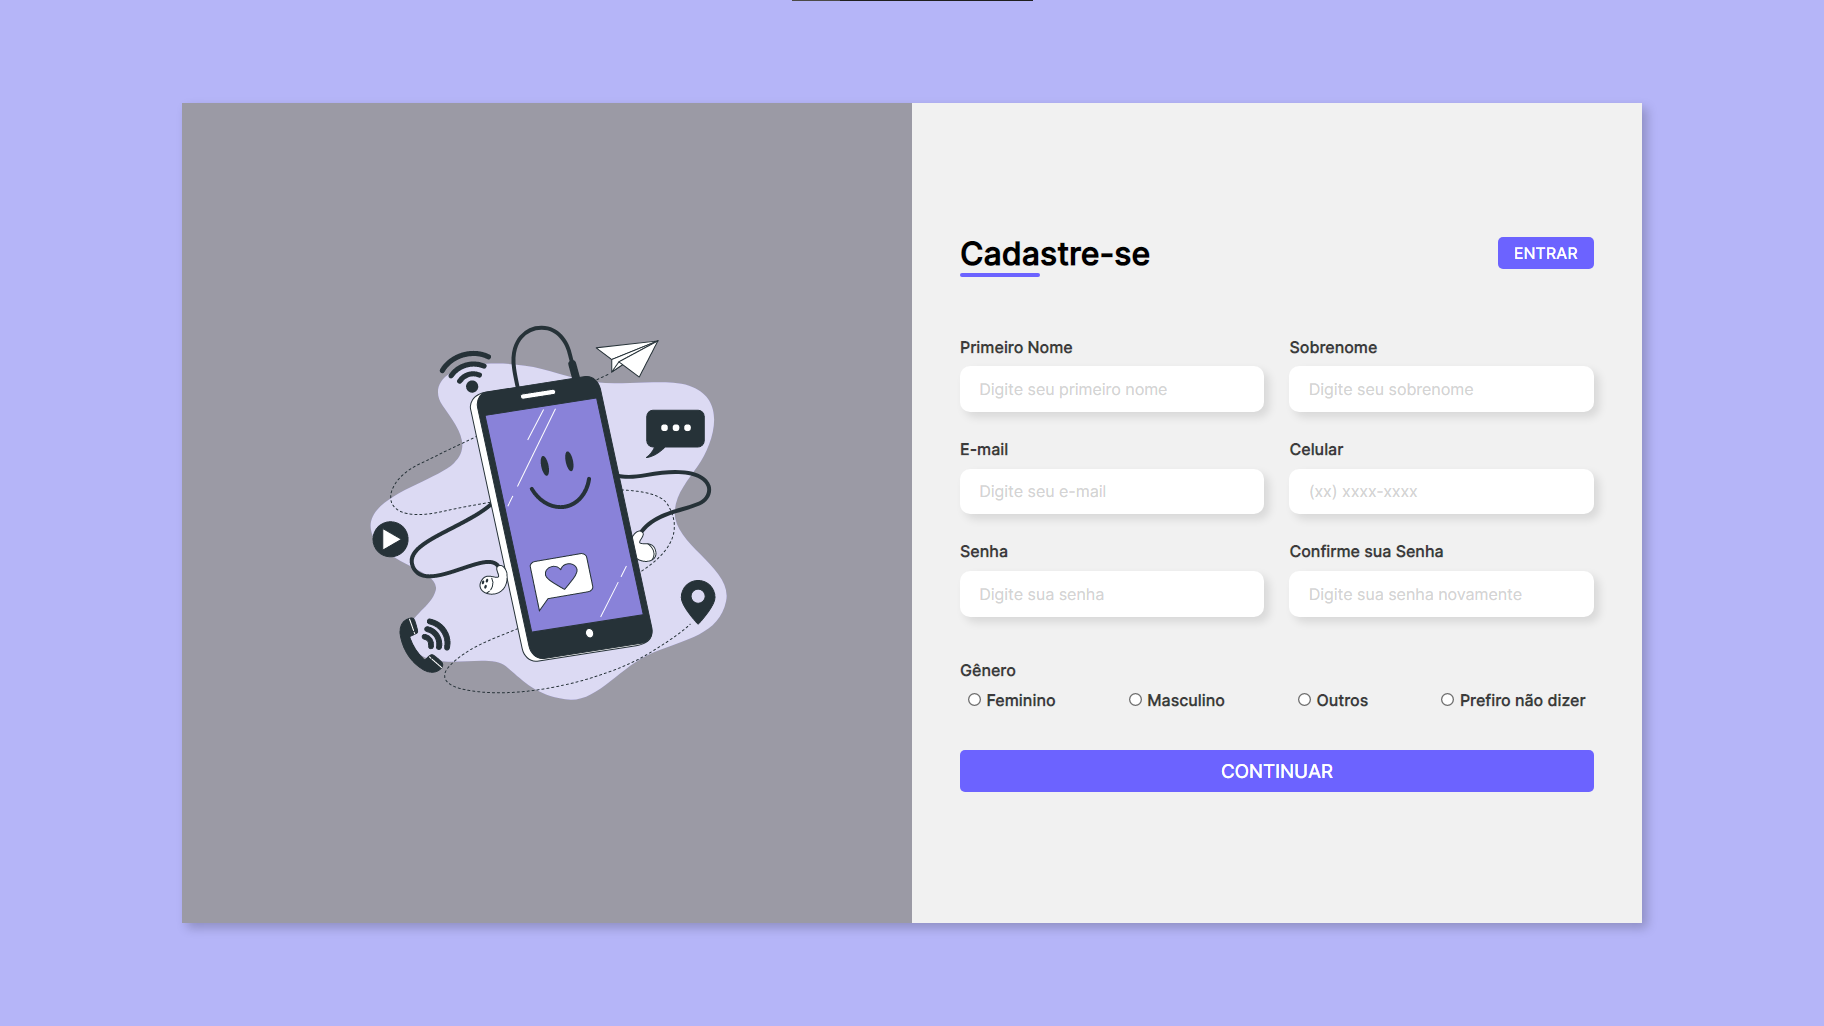 Cadastre-se
ENTRAR
Primeiro Nome
Sobrenome
Digite seu primeiro nome
Digite seu sobrenome
E-mail
Celular
Digite seu e-mail
(xx) xxxx-xxxx
Senha
Confirme sua Senha
Digite sua senha
Digite sua senha novamente
Gênero
Feminino
Masculino
Outros
Prefiro não dizer
CONTINUAR